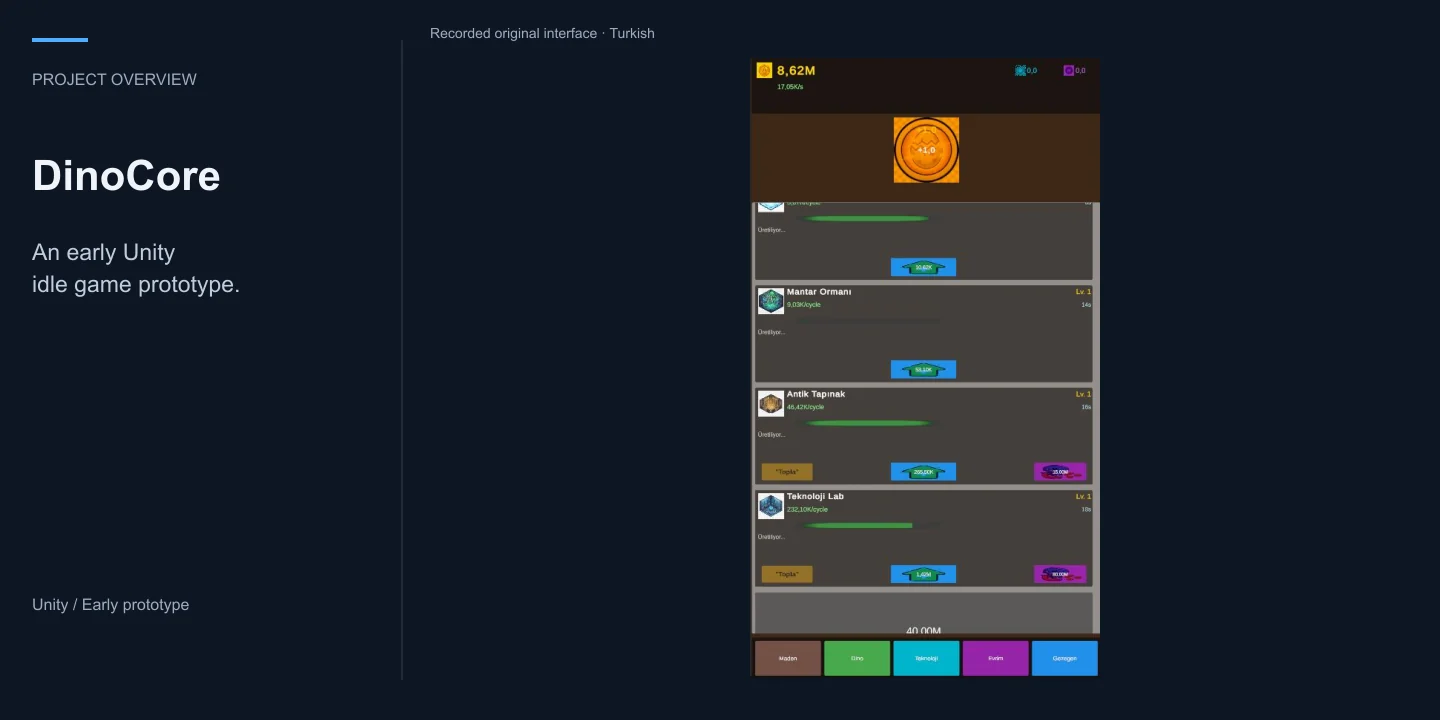 Recorded original interface · Turkish
PROJECT OVERVIEW
DinoCore
An early Unity
idle game prototype.
Unity / Early prototype
8,62M
0,0
0,0
17,05K/s
+1,0
Üretiliyor...
10,62K
Mantar Ormanı
Lv. 1
9,03K/cycle
14s
Üretiliyor...
Antik Tapınak
Lv. 1
46,42K/cycle
16s
Üretiliyor...
"Topla"
Teknoloji Lab
Lv. 1
232,10K/cycle
18s
Üretiliyor...
"Topla"
1,62M
40,00M
Maden
Dino
Teknoloji
Evrim
Gezegen